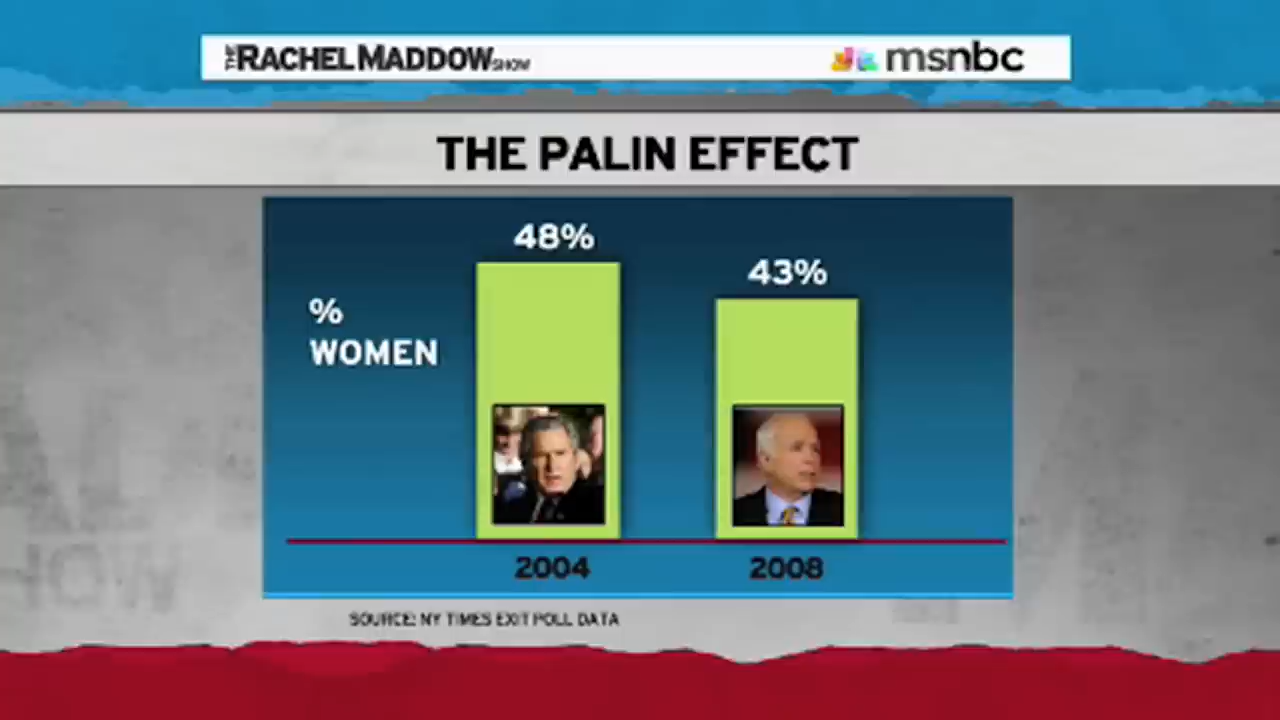 THE RACHEL MADDOW SHOW
msnbc
THE PALIN EFFECT
48%
43%
%
WOMEN
2004
2008
SOURCE: NY TIMES EXIT POLL DATA